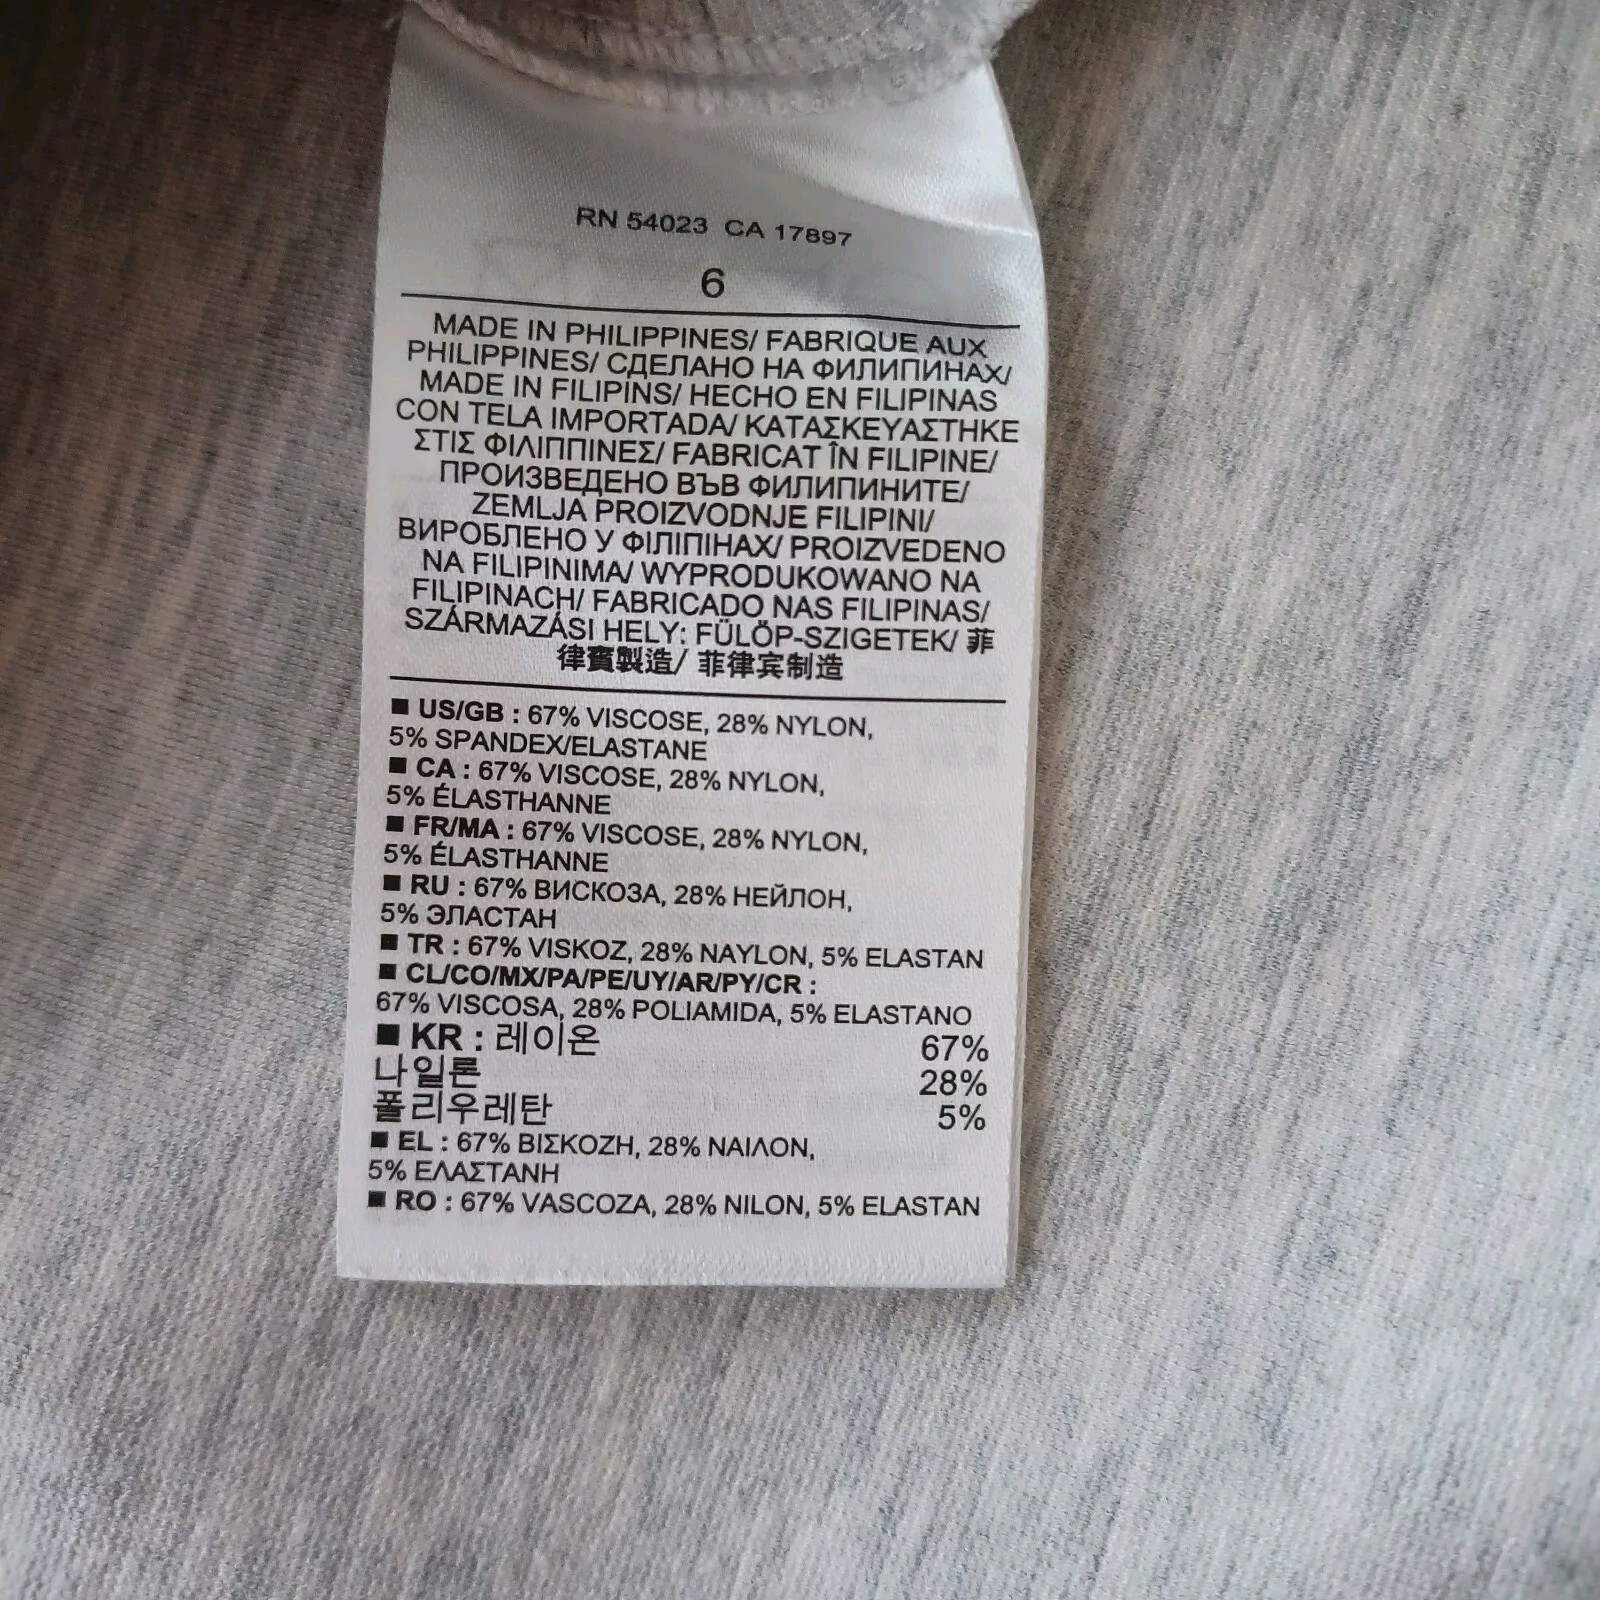 RN 54023 CA 17897
6
MADE IN PHILIPPINES/ FABRIQUE AUX
PHILIPPINES/ СДЕЛАНО НА ФИЛИПИНАХ/
MADE IN FILIPINS/ HECHO EN FILIPINAS
CON TELA IMPORTADA/ ΚΑΤΑΣΚΕΥΑΣΤΗΚΕ
ΣΤΙΣ ΦΙΛΙΠΠΙΝΕΣ/ FABRICAT ÎN FILIPINE/
ПРОИЗВЕДЕНО ВЪВ ФИЛИПИНИТЕ/
ZEMLJA PROIZVODNJE FILIPINI/
ВИРОБЛЕНО У ФІЛІПІНАХ/ PROIZVEDENO
NA FILIPINIMA/ WYPRODUKOWANO NA
FILIPINACH/ FABRICADO NAS FILIPINAS/
SZÁRMAZÁSI HELY: FÜLÖP-SZIGETEK/ 菲
律賓製造/ 菲律宾制造
■ US/GB : 67% VISCOSE, 28% NYLON,
5% SPANDEX/ELASTANE
■ CA : 67% VISCOSE, 28% NYLON,
5% ÉLASTHANNE
■ FR/MA : 67% VISCOSE, 28% NYLON,
5% ÉLASTHANNE
■ RU : 67% ВИСКОЗА, 28% НЕЙЛОН,
5% ЭЛАСТАН
■ TR : 67% VISKOZ, 28% NAYLON, 5% ELASTAN
■ CL/CO/MX/PA/PE/UY/AR/PY/CR :
67% VISCOSA, 28% POLIAMIDA, 5% ELASTANO
■ KR : 레이온 67%
나일론 28%
폴리우레탄 5%
■ EL : 67% ΒΙΣΚΟΖΗ, 28% ΝΑΙΛΟΝ,
5% ΕΛΑΣΤΑΝΗ
■ RO : 67% VASCOZA, 28% NILON, 5% ELASTAN